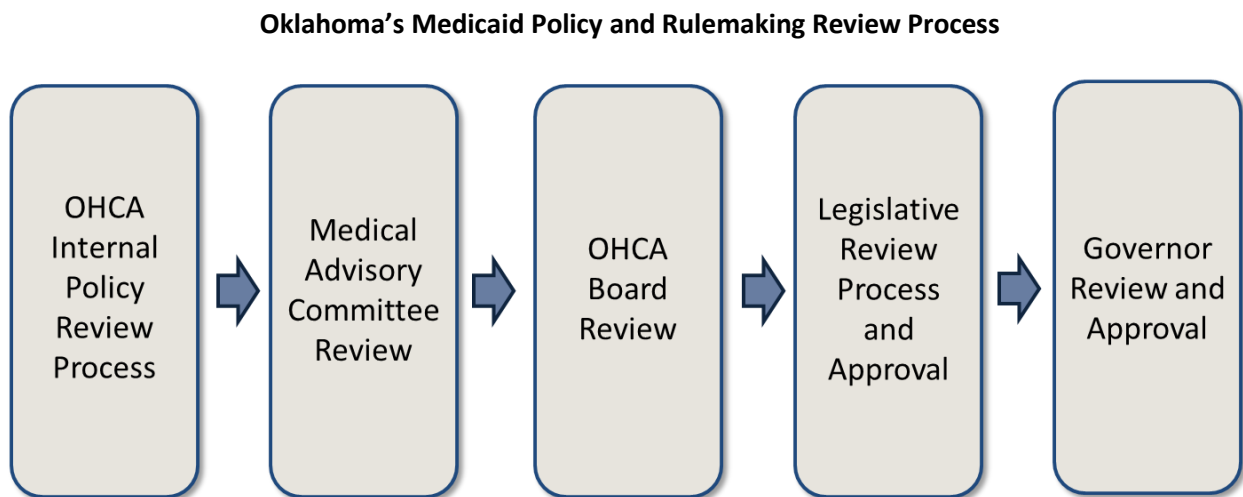 Oklahoma’s Medicaid Policy and Rulemaking Review Process
OHCA
Internal
Policy
Review
Process
Medical
Advisory
Committee
Review
OHCA
Board
Review
Legislative
Review
Process
and
Approval
Governor
Review and
Approval